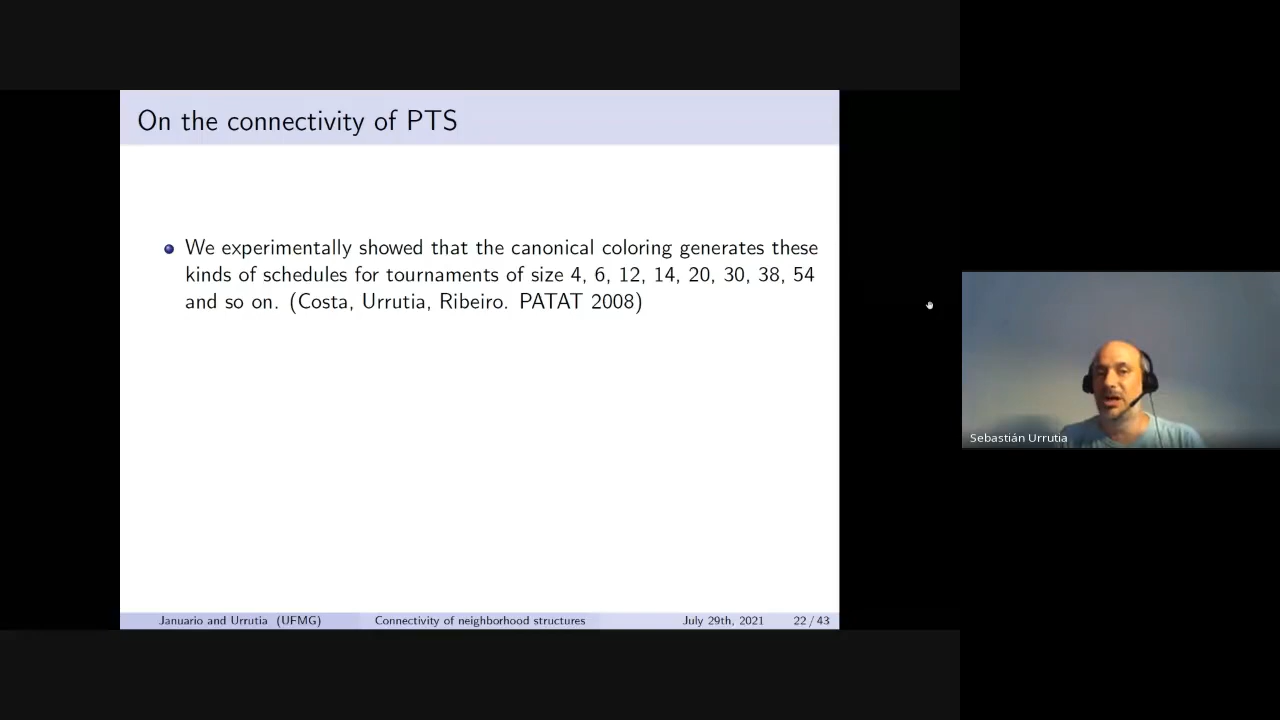 On the connectivity of PTS
We experimentally showed that the canonical coloring generates these
kinds of schedules for tournaments of size 4, 6, 12, 14, 20, 30, 38, 54
and so on. (Costa, Urrutia, Ribeiro. PATAT 2008)
Sebastián Urrutia
Januario and Urrutia (UFMG) Connectivity of neighborhood structures July 29th, 2021 22 / 43